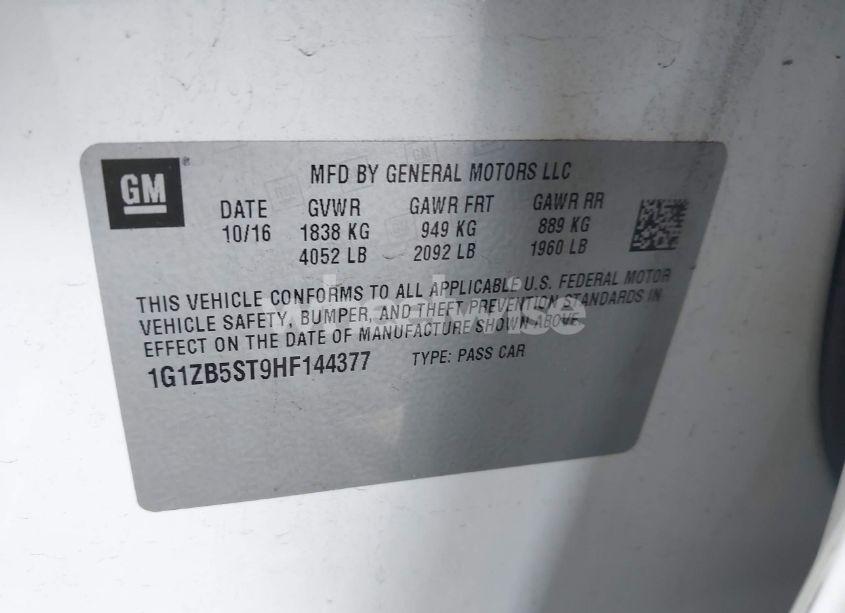 GM
MFD BY GENERAL MOTORS LLC
DATE GVWR GAWR FRT GAWR RR
10/16 1838 KG 949 KG 889 KG
4052 LB 2092 LB 1960 LB
THIS VEHICLE CONFORMS TO ALL APPLICABLE U.S. FEDERAL MOTOR
VEHICLE SAFETY, BUMPER, AND THEFT PREVENTION STANDARDS IN
EFFECT ON THE DATE OF MANUFACTURE SHOWN ABOVE.
1G1ZB5ST9HF144377 TYPE: PASS CAR